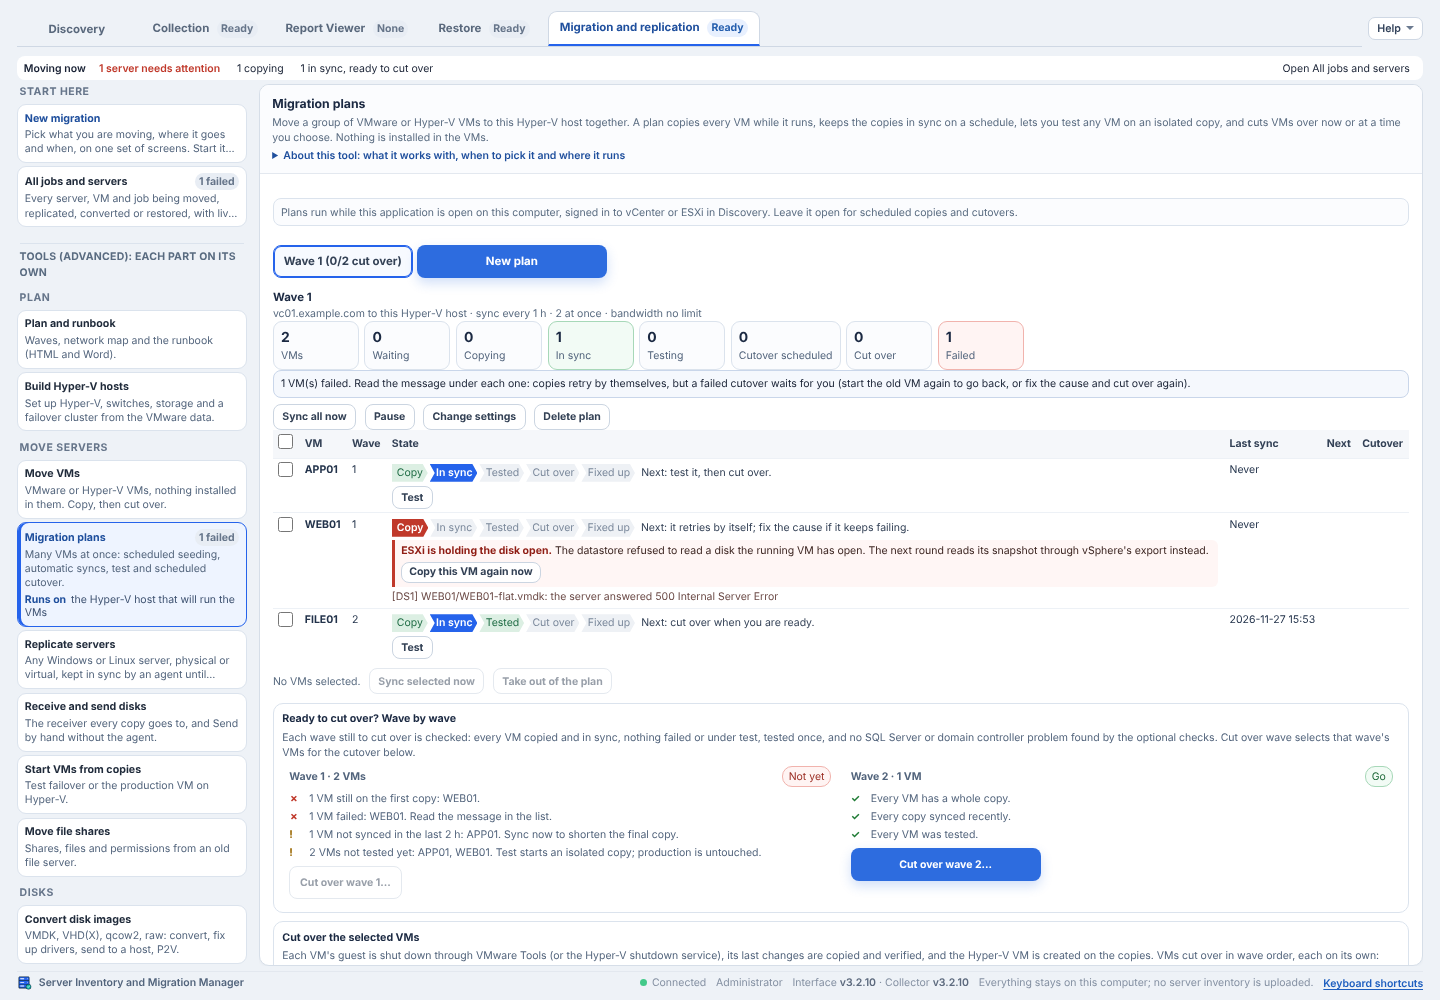 Discovery
Collection Ready
Report Viewer None
Restore Ready
Migration and replication Ready
Help
Moving now 1 server needs attention 1 copying 1 in sync, ready to cut over
Open All jobs and servers
START HERE
New migration
Pick what you are moving, where it goes
and when, on one set of screens. Start it...
All jobs and servers 1 failed
Every server, VM and job being moved,
replicated, converted or restored, with liv...
TOOLS (ADVANCED): EACH PART ON ITS
OWN
PLAN
Plan and runbook
Waves, network map and the runbook
(HTML and Word).
Build Hyper-V hosts
Set up Hyper-V, switches, storage and a
failover cluster from the VMware data.
MOVE SERVERS
Move VMs
VMware or Hyper-V VMs, nothing installed
in them. Copy, then cut over.
Migration plans 1 failed
Many VMs at once: scheduled seeding,
automatic syncs, test and scheduled
cutover.
Runs on the Hyper-V host that will run the
VMs
Replicate servers
Any Windows or Linux server, physical or
virtual, kept in sync by an agent until...
Receive and send disks
The receiver every copy goes to, and Send
by hand without the agent.
Start VMs from copies
Test failover or the production VM on
Hyper-V.
Move file shares
Shares, files and permissions from an old
file server.
DISKS
Convert disk images
VMDK, VHD(X), qcow2, raw: convert, fix
up drivers, send to a host, P2V.
Migration plans
Move a group of VMware or Hyper-V VMs to this Hyper-V host together. A plan copies every VM while it runs, keeps the copies in sync on a schedule, lets you test any VM on an isolated copy, and cuts VMs over now or at a time
you choose. Nothing is installed in the VMs.
About this tool: what it works with, when to pick it and where it runs
Plans run while this application is open on this computer, signed in to vCenter or ESXi in Discovery. Leave it open for scheduled copies and cutovers.
Wave 1 (0/2 cut over)
New plan
Wave 1
vc01.example.com to this Hyper-V host · sync every 1 h · 2 at once · bandwidth no limit
2 0 0 1 0 0 0 1
VMs Waiting Copying In sync Testing Cutover scheduled Cut over Failed
1 VM(s) failed. Read the message under each one: copies retry by themselves, but a failed cutover waits for you (start the old VM again to go back, or fix the cause and cut over again).
Sync all now Pause Change settings Delete plan
VM Wave State Last sync Next Cutover
APP01 1 Copy In sync Tested Cut over Fixed up Next: test it, then cut over. Never
Test
WEB01 1 Copy In sync Tested Cut over Fixed up Next: it retries by itself; fix the cause if it keeps failing. Never
ESXi is holding the disk open. The datastore refused to read a disk the running VM has open. The next round reads its snapshot through vSphere's export instead.
Copy this VM again now
[DS1] WEB01/WEB01-flat.vmdk: the server answered 500 Internal Server Error
FILE01 2 Copy In sync Tested Cut over Fixed up Next: cut over when you are ready. 2026-11-27 15:53
Test
No VMs selected. Sync selected now Take out of the plan
Ready to cut over? Wave by wave
Each wave still to cut over is checked: every VM copied and in sync, nothing failed or under test, tested once, and no SQL Server or domain controller problem found by the optional checks. Cut over wave selects that wave's
VMs for the cutover below.
Wave 1 · 2 VMs Not yet
× 1 VM still on the first copy: WEB01.
× 1 VM failed: WEB01. Read the message in the list.
! 1 VM not synced in the last 2 h: APP01. Sync now to shorten the final copy.
! 2 VMs not tested yet: APP01, WEB01. Test starts an isolated copy; production is untouched.
Cut over wave 1...
Wave 2 · 1 VM Go
✓ Every VM has a whole copy.
✓ Every copy synced recently.
✓ Every VM was tested.
Cut over wave 2...
Cut over the selected VMs
Each VM's guest is shut down through VMware Tools (or the Hyper-V shutdown service), its last changes are copied and verified, and the Hyper-V VM is created on the copies. VMs cut over in wave order, each on its own:
Server Inventory and Migration Manager
Connected Administrator Interface v3.2.10 · Collector v3.2.10 Everything stays on this computer; no server inventory is uploaded. Keyboard shortcuts